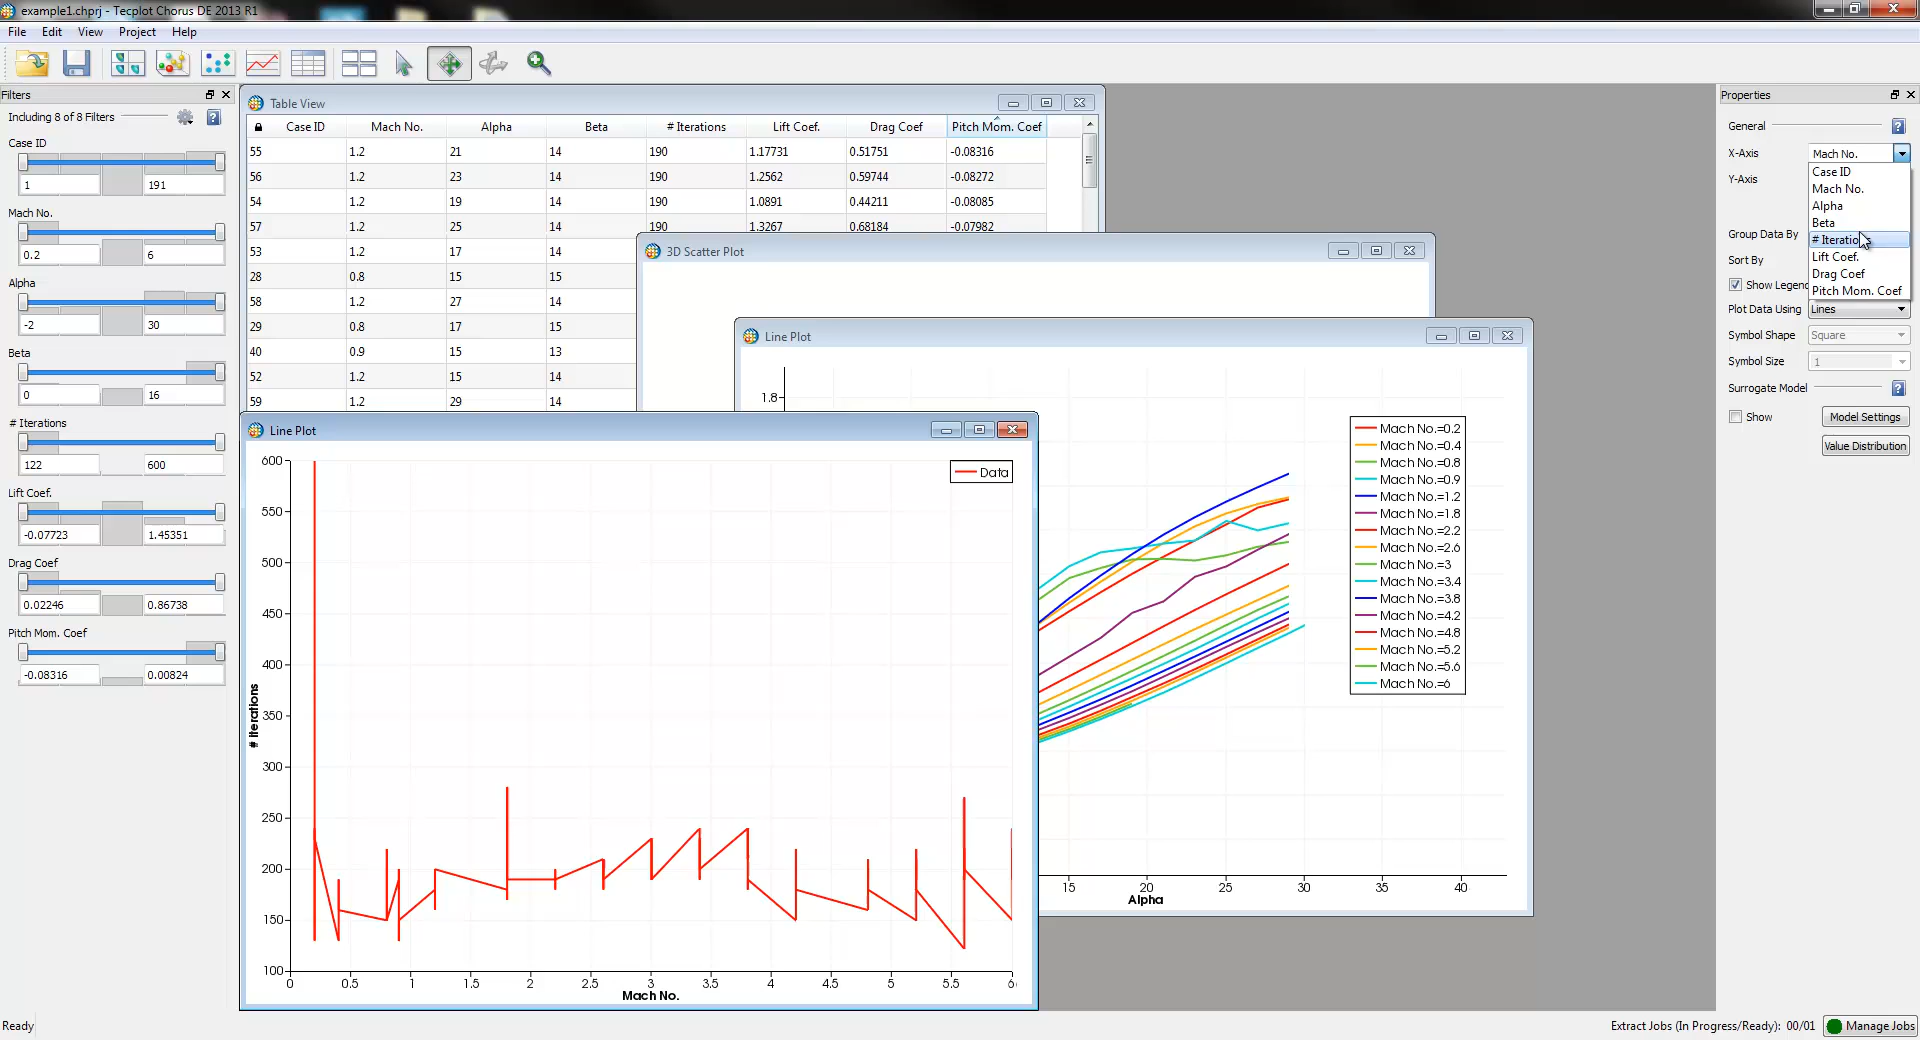 example1.chprj - Tecplot Chorus DE 2013 R1
File Edit View Project Help
Filters
Including 8 of 8 Filters
Case ID
1 191
Mach No.
0.2 6
Alpha
-2 30
Beta
0 16
# Iterations
122 600
Lift Coef.
-0.07723 1.45351
Drag Coef
0.02246 0.86738
Pitch Mom. Coef
-0.08316 0.00824
Table View
Case ID Mach No. Alpha Beta # Iterations Lift Coef. Drag Coef Pitch Mom. Coef
55 1.2 21 14 190 1.17731 0.51751 -0.08316
56 1.2 23 14 190 1.2562 0.59744 -0.08272
54 1.2 19 14 190 1.0891 0.44211 -0.08085
57 1.2 25 14 190 1.3267 0.68184 -0.07982
53 1.2 17 14
28 0.8 15 15
58 1.2 27 14
29 0.8 17 15
40 0.9 15 13
52 1.2 15 14
59 1.2 29 14
3D Scatter Plot
Line Plot
1.8
Mach No.=0.2
Mach No.=0.4
Mach No.=0.8
Mach No.=0.9
Mach No.=1.2
Mach No.=1.8
Mach No.=2.2
Mach No.=2.6
Mach No.=3
Mach No.=3.4
Mach No.=3.8
Mach No.=4.2
Mach No.=4.8
Mach No.=5.2
Mach No.=5.6
Mach No.=6
15 20 25 30 35 40
Alpha
Line Plot
Data
600
550
500
450
400
350
300
250
200
150
100
# Iterations
0 0.5 1 1.5 2 2.5 3 3.5 4 4.5 5 5.5 6
Mach No.
Properties
General
X-Axis Mach No.
Case ID
Mach No.
Alpha
Beta
# Iterations
Lift Coef.
Drag Coef
Pitch Mom. Coef
Y-Axis
Group Data By
Sort By
Show Legend
Plot Data Using Lines
Symbol Shape Square
Symbol Size 1
Surrogate Model
Show Model Settings
Value Distribution
Ready
Extract Jobs (In Progress/Ready): 00/01 Manage Jobs